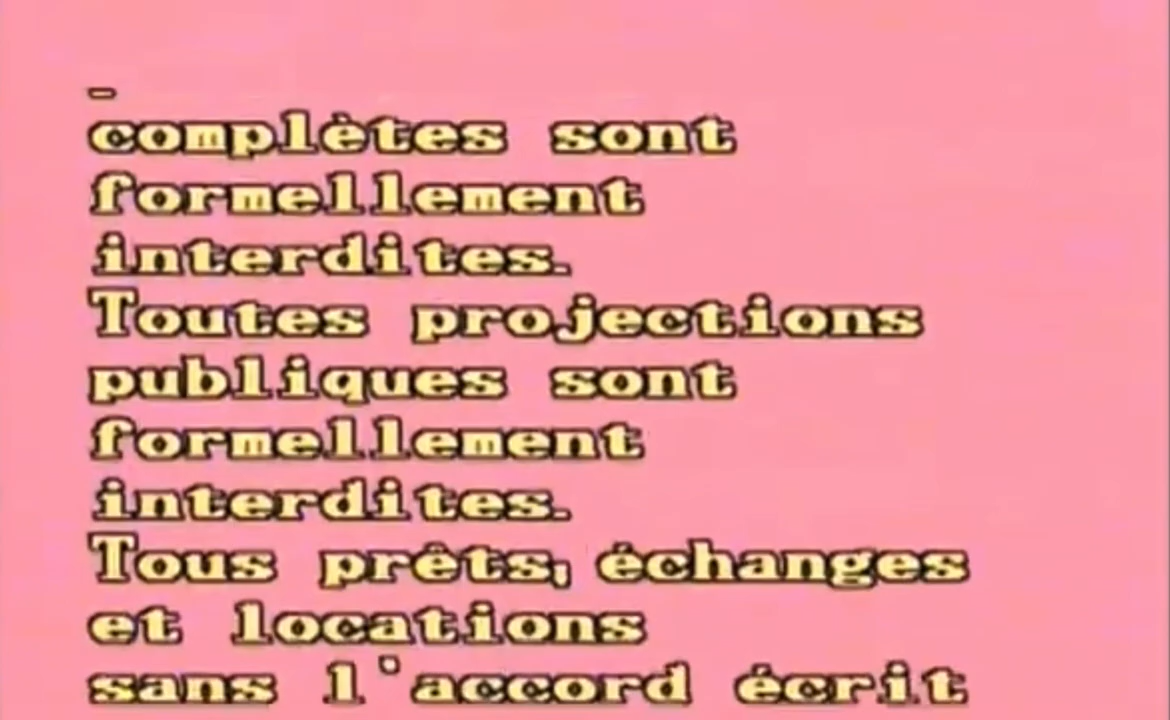 complètes sont
formellement
interdites.
Toutes projections
publiques sont
formellement
interdites.
Tous prêts, échanges
et locations
sans l'accord écrit